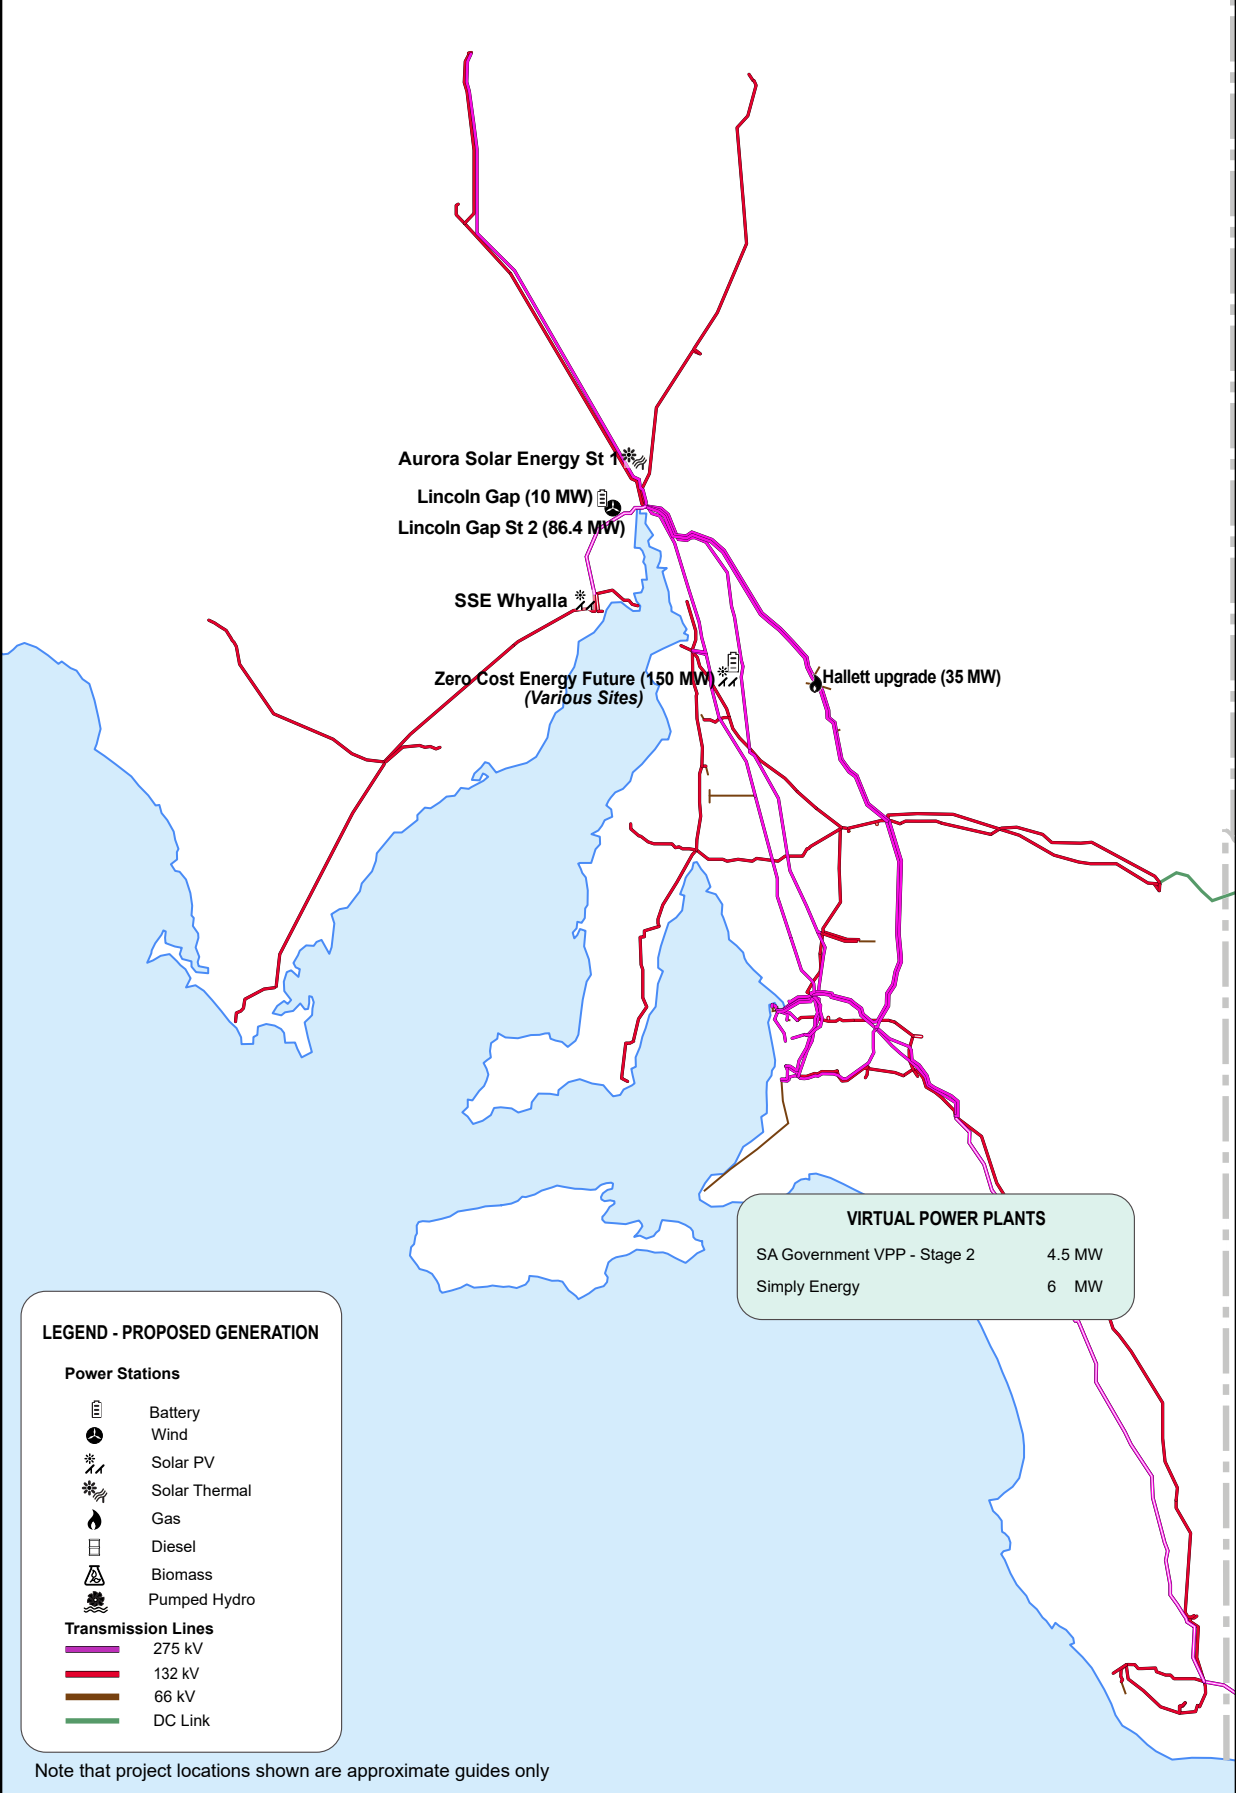 Aurora Solar Energy St 1
Lincoln Gap (10 MW)
Lincoln Gap St 2 (86.4 MW)
SSE Whyalla
Zero Cost Energy Future (150 MW)
(Various Sites)
Hallett upgrade (35 MW)
VIRTUAL POWER PLANTS
SA Government VPP - Stage 2 4.5 MW
Simply Energy 6 MW
LEGEND - PROPOSED GENERATION
Power Stations
Battery
Wind
Solar PV
Solar Thermal
Gas
Diesel
Biomass
Pumped Hydro
Transmission Lines
275 kV
132 kV
66 kV
DC Link
Note that project locations shown are approximate guides only